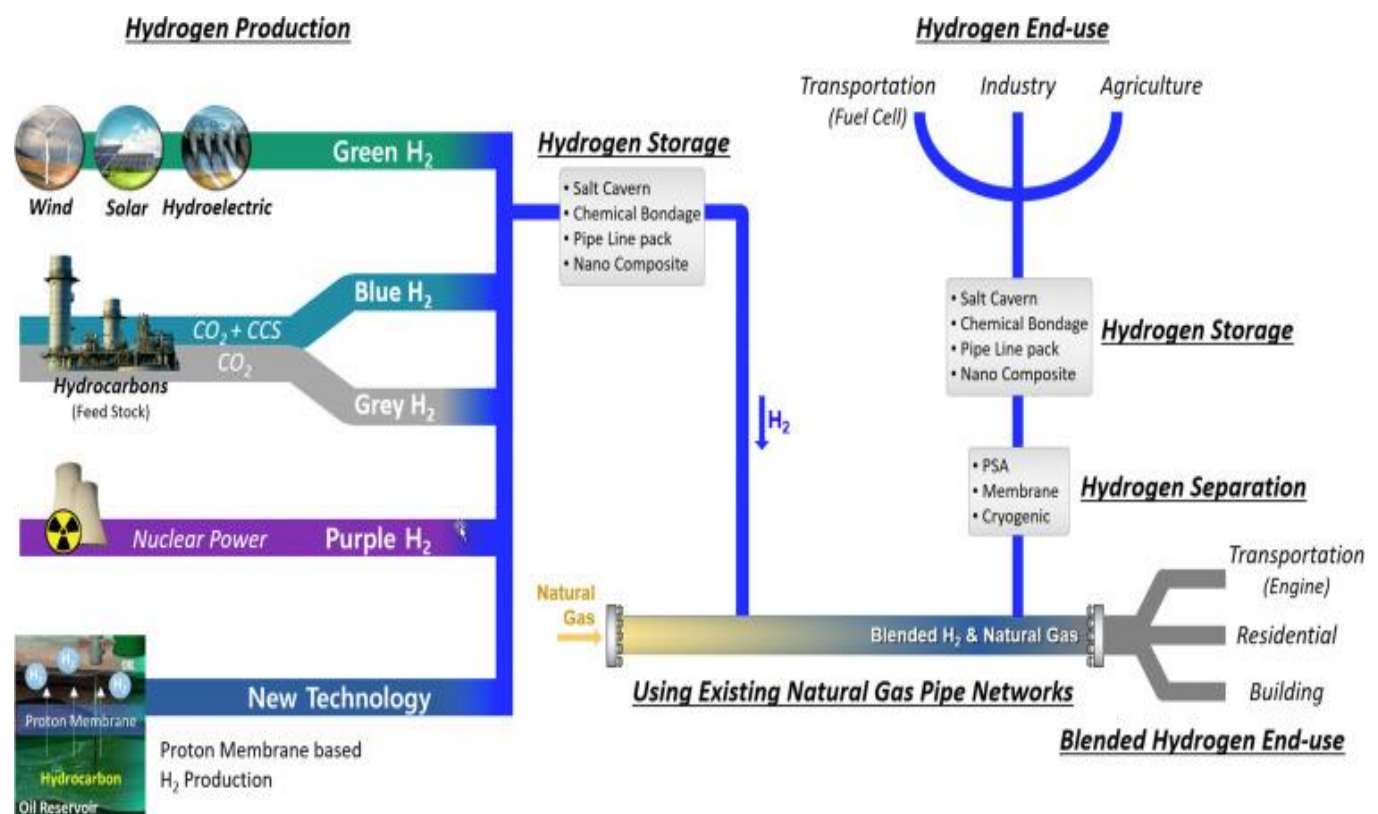 Hydrogen Production
Green H₂
Wind
Solar
Hydroelectric
Blue H₂
CO₂ + CCS
CO₂
Hydrocarbons
(Feed Stock)
Grey H₂
Nuclear Power
Purple H₂
New Technology
H₂
H₂
H₂
Proton Membrane
Hydrocarbon
Oil Reservoir
Proton Membrane based
H₂ Production
Hydrogen Storage
• Salt Cavern
• Chemical Bondage
• Pipe Line pack
• Nano Composite
H₂
Natural
Gas
Blended H₂ & Natural Gas
Using Existing Natural Gas Pipe Networks
Hydrogen End-use
Transportation
(Fuel Cell)
Industry
Agriculture
• Salt Cavern
• Chemical Bondage
• Pipe Line pack
• Nano Composite
Hydrogen Storage
• PSA
• Membrane
• Cryogenic
Hydrogen Separation
Transportation
(Engine)
Residential
Building
Blended Hydrogen End-use